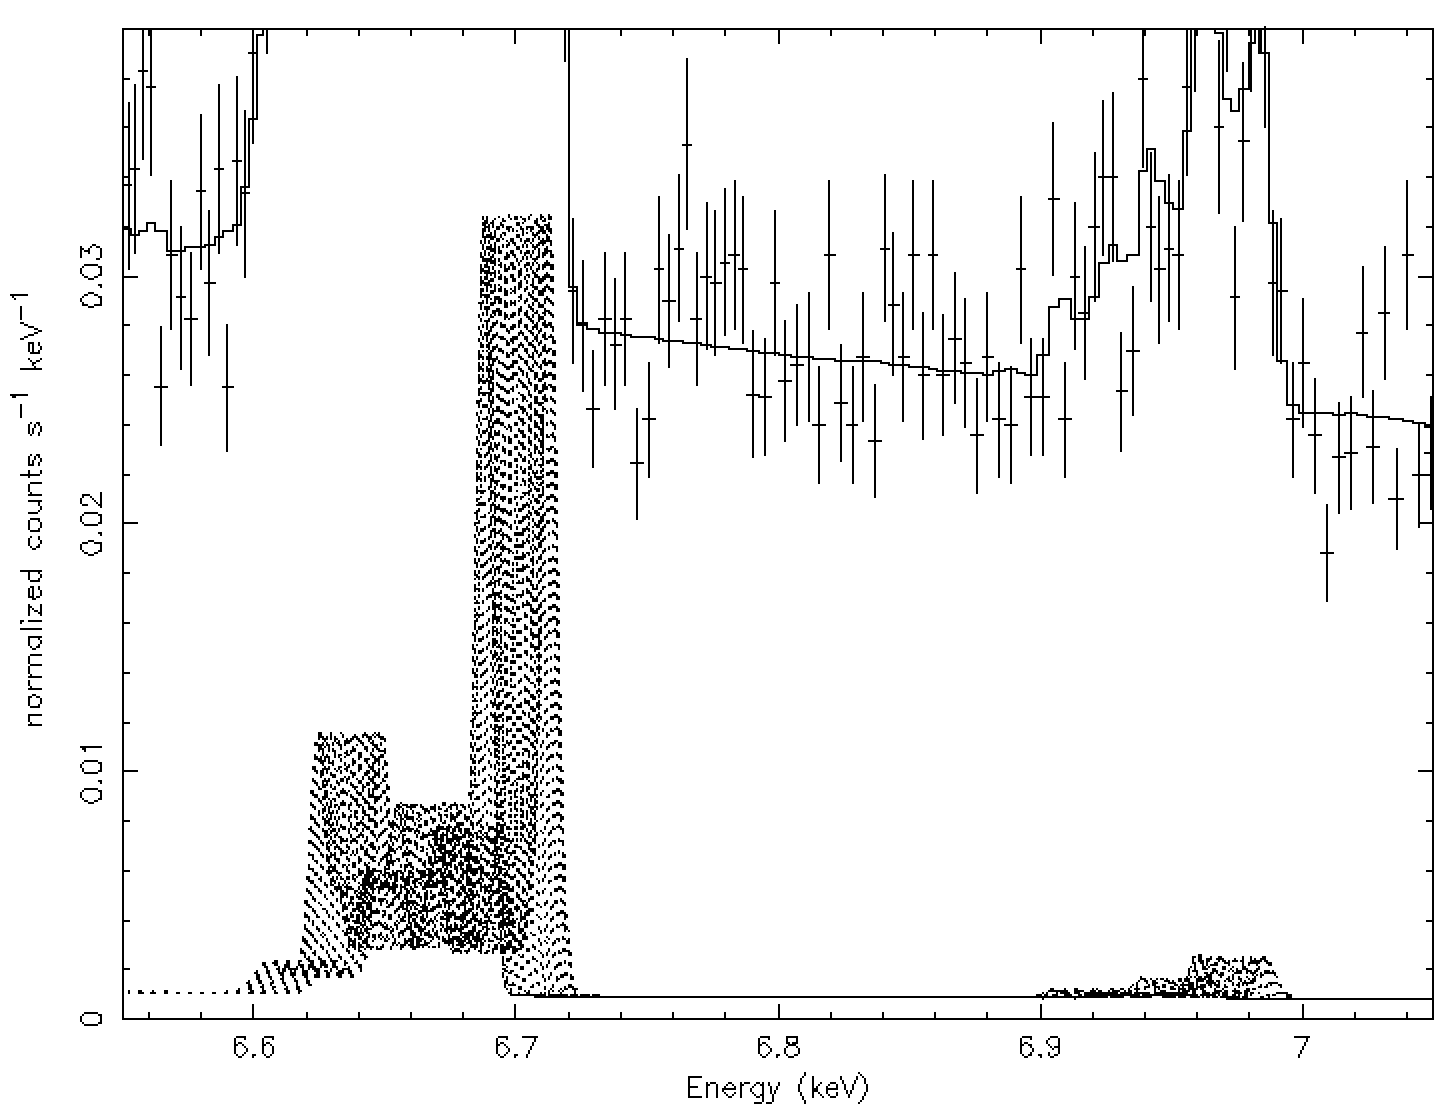 normalized counts s⁻¹ keV⁻¹
0.03
0.02
0.01
0
6.6 6.7 6.8 6.9 7
Energy (keV)